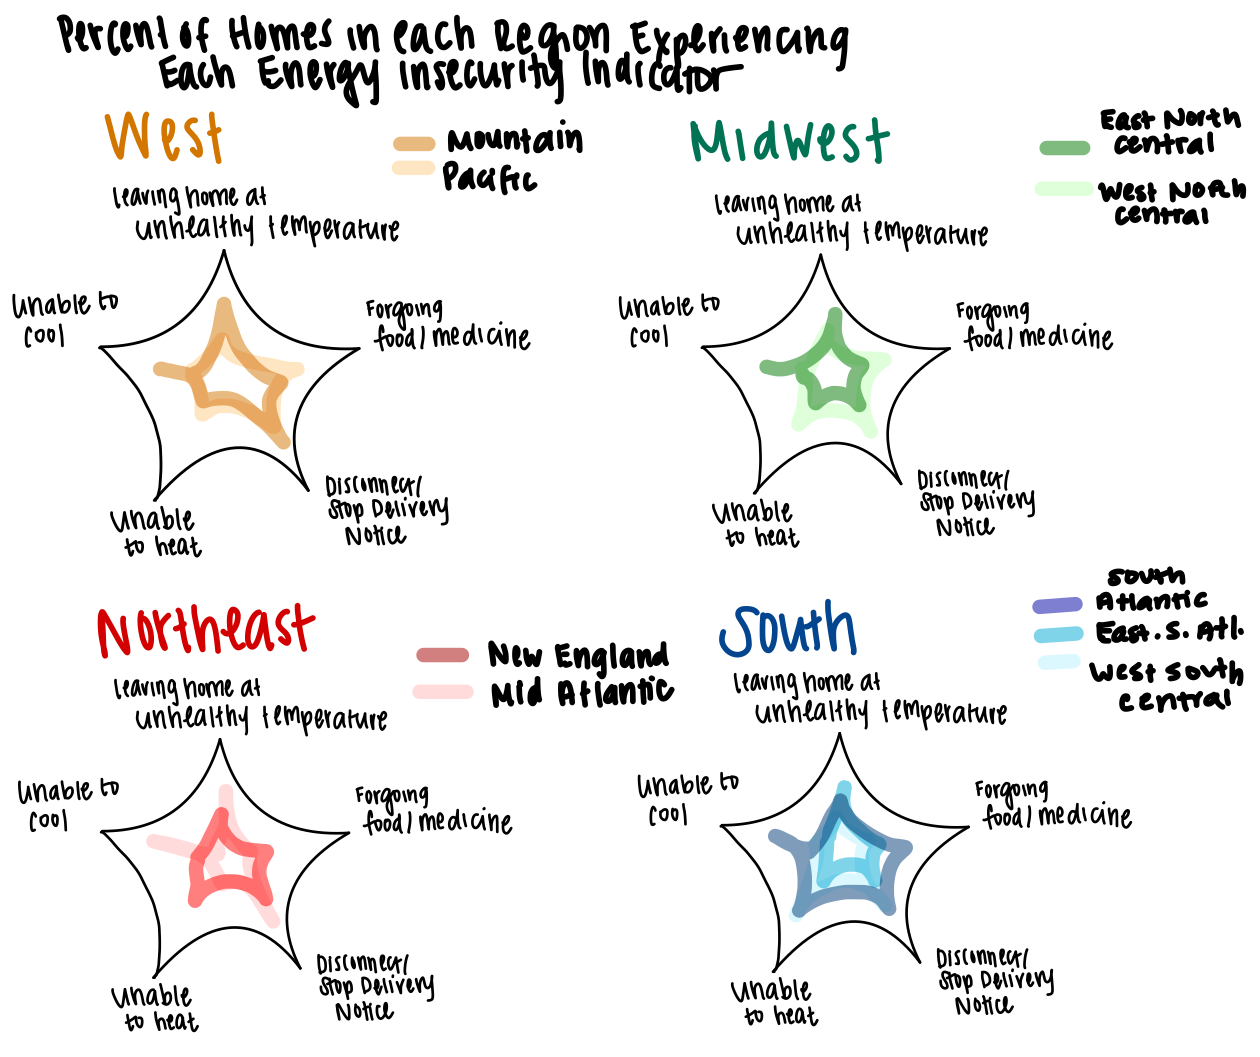 Percent of Homes in each Region Experiencing
Each Energy insecurity Indicator
West
Mountain
Pacific
leaving home at
unhealthy temperature
Unable to
cool
Forgoing
food/medicine
Disconnect/
Stop Delivery
Notice
Unable
to heat
Midwest
East North
central
West North
central
leaving home at
unhealthy temperature
Unable to
cool
Forgoing
food/medicine
Disconnect/
Stop Delivery
Notice
Unable
to heat
Northeast
New England
Mid Atlantic
leaving home at
unhealthy temperature
Unable to
cool
Forgoing
food/medicine
Disconnect/
Stop Delivery
Notice
Unable
to heat
South
South
Atlantic
East. S. Atl.
West South
central
leaving home at
unhealthy temperature
Unable to
cool
Forgoing
food/medicine
Disconnect/
Stop Delivery
Notice
Unable
to heat